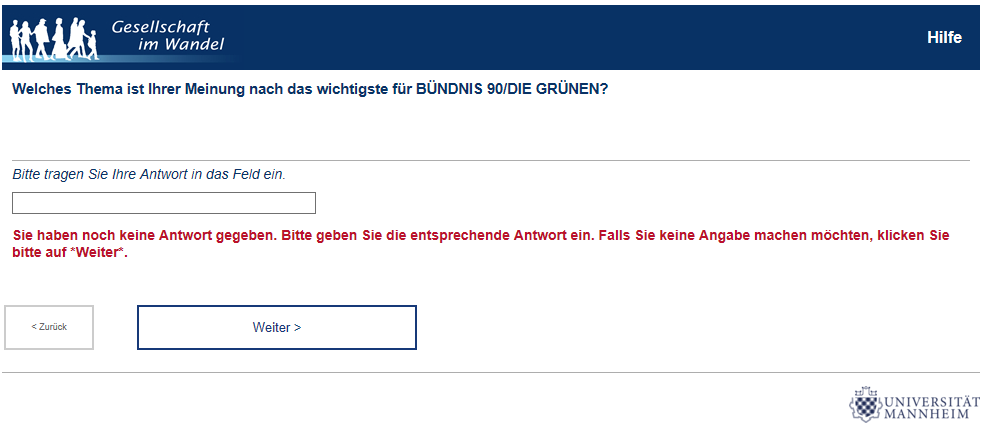 Gesellschaft
im Wandel
Hilfe
Welches Thema ist Ihrer Meinung nach das wichtigste für BÜNDNIS 90/DIE GRÜNEN?
Bitte tragen Sie Ihre Antwort in das Feld ein.
Sie haben noch keine Antwort gegeben. Bitte geben Sie die entsprechende Antwort ein. Falls Sie keine Angabe machen möchten, klicken Sie
bitte auf *Weiter*.
< Zurück
Weiter >
UNIVERSITÄT
MANNHEIM